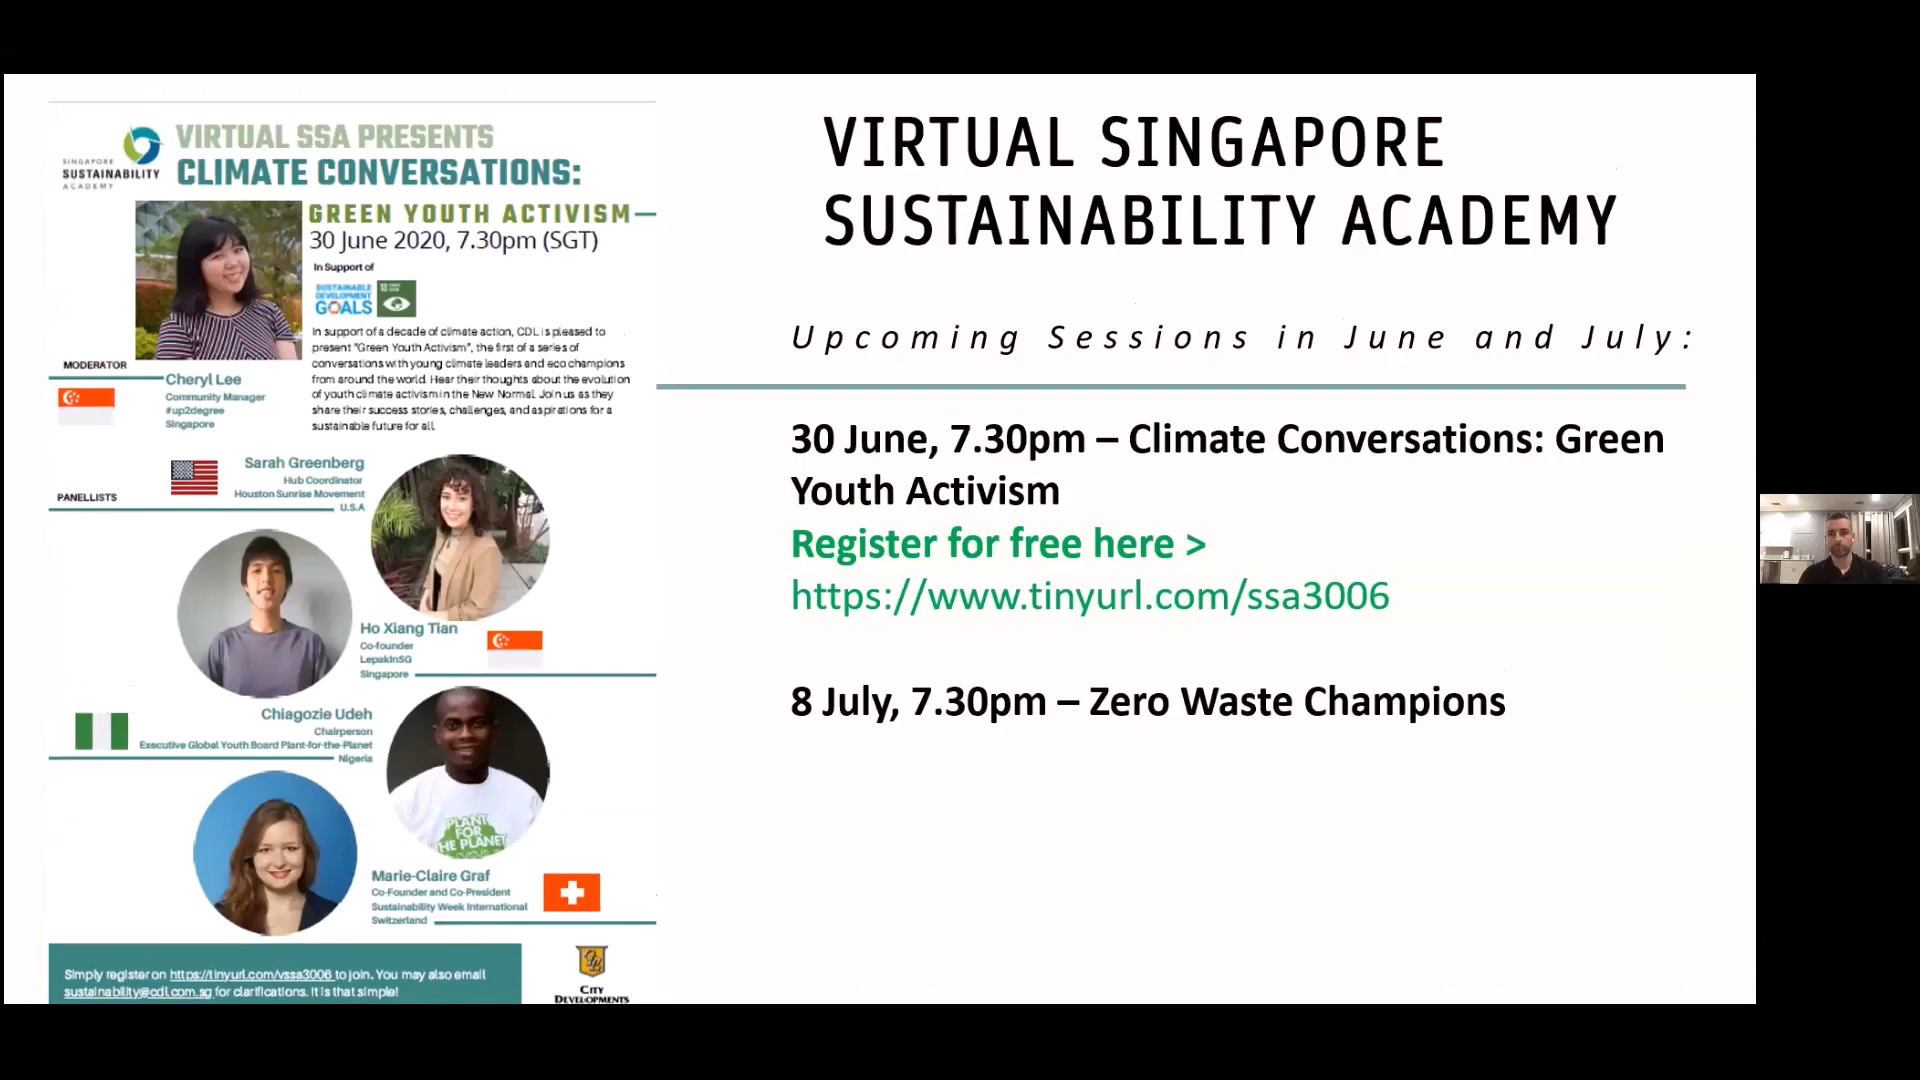 SINGAPORE
SUSTAINABILITY
ACADEMY
VIRTUAL SSA PRESENTS
CLIMATE CONVERSATIONS:
GREEN YOUTH ACTIVISM
30 June 2020, 7.30pm (SGT)
In Support of
SUSTAINABLE
DEVELOPMENT
GOALS
In support of a decade of climate action, CDL is pleased to
present "Green Youth Activism", the first of a series of
conversations with young climate leaders and eco champions
from around the world. Hear their thoughts about the evolution
of youth climate activism in the New Normal. Join us as they
share their success stories, challenges, and aspirations for a
sustainable future for all.
MODERATOR
Cheryl Lee
Community Manager
#up2degree
Singapore
PANELLISTS
Sarah Greenberg
Hub Coordinator
Houston Sunrise Movement
U.S.A
Ho Xiang Tian
Co-founder
LepakInSG
Singapore
Chiagozie Udeh
Chairperson
Executive Global Youth Board Plant-for-the-Planet
Nigeria
PLANT
FOR
THE PLANET
Marie-Claire Graf
Co-Founder and Co-President
Sustainability Week International
Switzerland
Simply register on https://tinyurl.com/vssa3006 to join. You may also email
sustainability@cdl.com.sg for clarifications. It is that simple!
CITY
DEVELOPMENTS
VIRTUAL SINGAPORE
SUSTAINABILITY ACADEMY
Upcoming Sessions in June and July:
30 June, 7.30pm – Climate Conversations: Green
Youth Activism
Register for free here >
https://www.tinyurl.com/ssa3006
8 July, 7.30pm – Zero Waste Champions